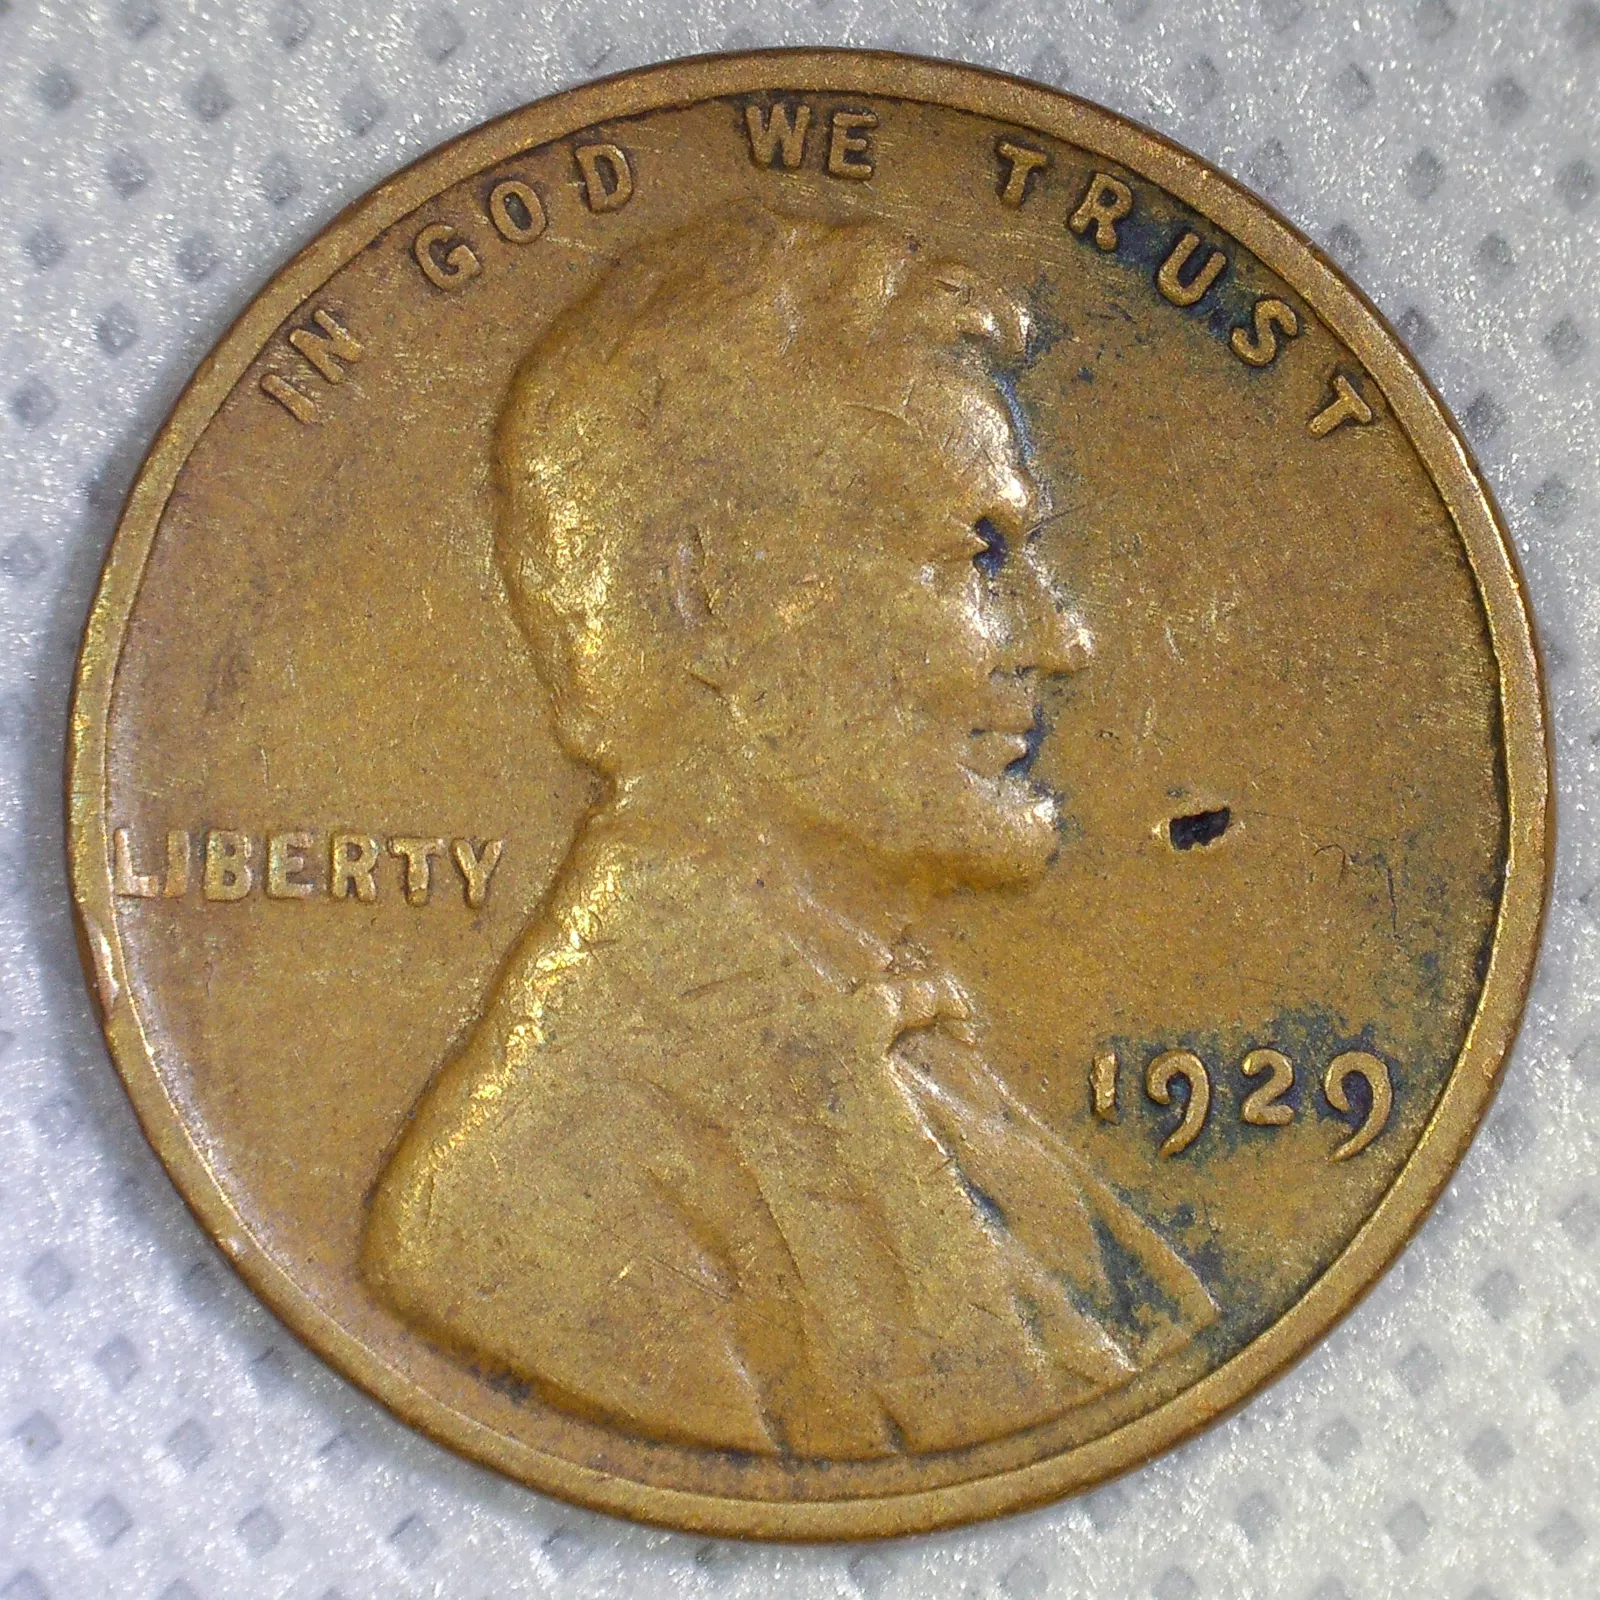 IN GOD WE TRUST
LIBERTY
1929